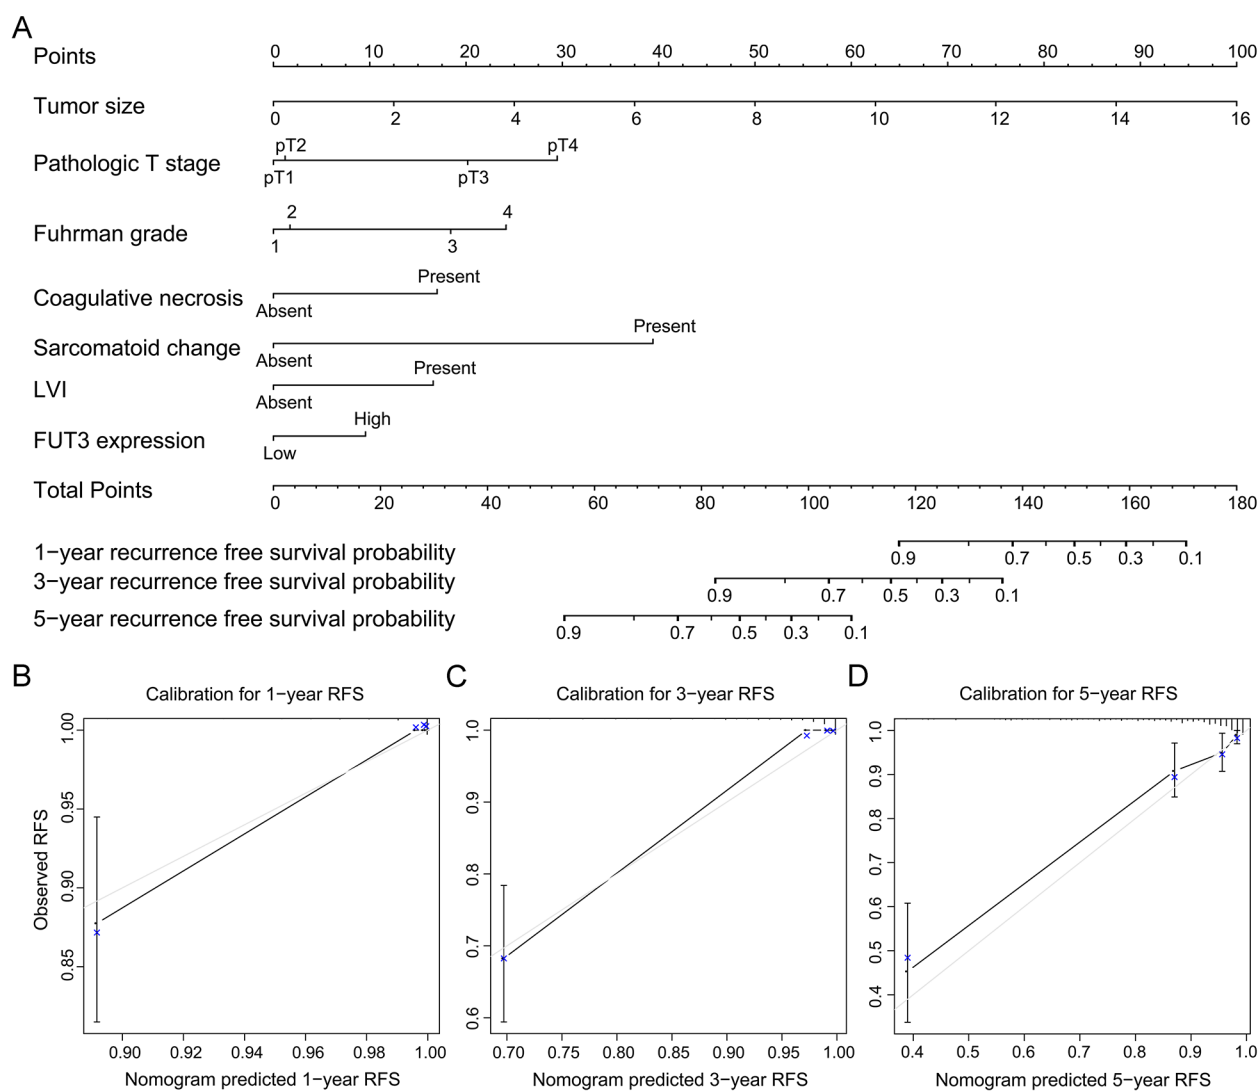 A
Points
0 10 20 30 40 50 60 70 80 90 100
Tumor size
0 2 4 6 8 10 12 14 16
pT2 pT4
Pathologic T stage
pT1 pT3
2 4
Fuhrman grade
1 3
Present
Coagulative necrosis
Absent
Present
Sarcomatoid change
Absent
Present
LVI
Absent
High
FUT3 expression
Low
Total Points
0 20 40 60 80 100 120 140 160 180
1−year recurrence free survival probability
0.9 0.7 0.5 0.3 0.1
3−year recurrence free survival probability
0.9 0.7 0.5 0.3 0.1
5−year recurrence free survival probability
0.9 0.7 0.5 0.3 0.1
B
Calibration for 1−year RFS
Observed RFS
1.00
0.95
0.90
0.85
0.90 0.92 0.94 0.96 0.98 1.00
Nomogram predicted 1−year RFS
C
Calibration for 3−year RFS
1.0
0.9
0.8
0.7
0.6
0.70 0.75 0.80 0.85 0.90 0.95 1.00
Nomogram predicted 3−year RFS
D
Calibration for 5−year RFS
1.0
0.9
0.8
0.7
0.6
0.5
0.4
0.4 0.5 0.6 0.7 0.8 0.9 1.0
Nomogram predicted 5−year RFS